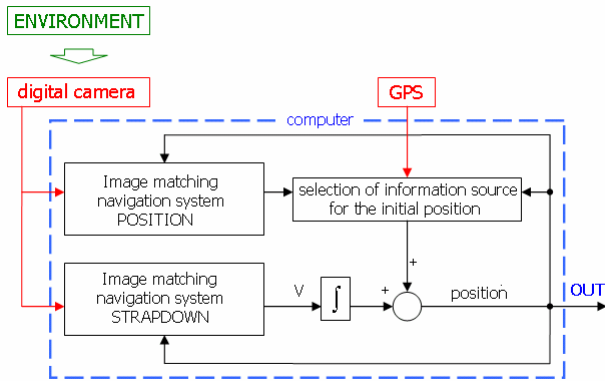 ENVIRONMENT
digital camera
GPS
computer
Image matching
navigation system
POSITION
selection of information source
for the initial position
+
Image matching
navigation system
STRAPDOWN
V
∫
+
position
OUT